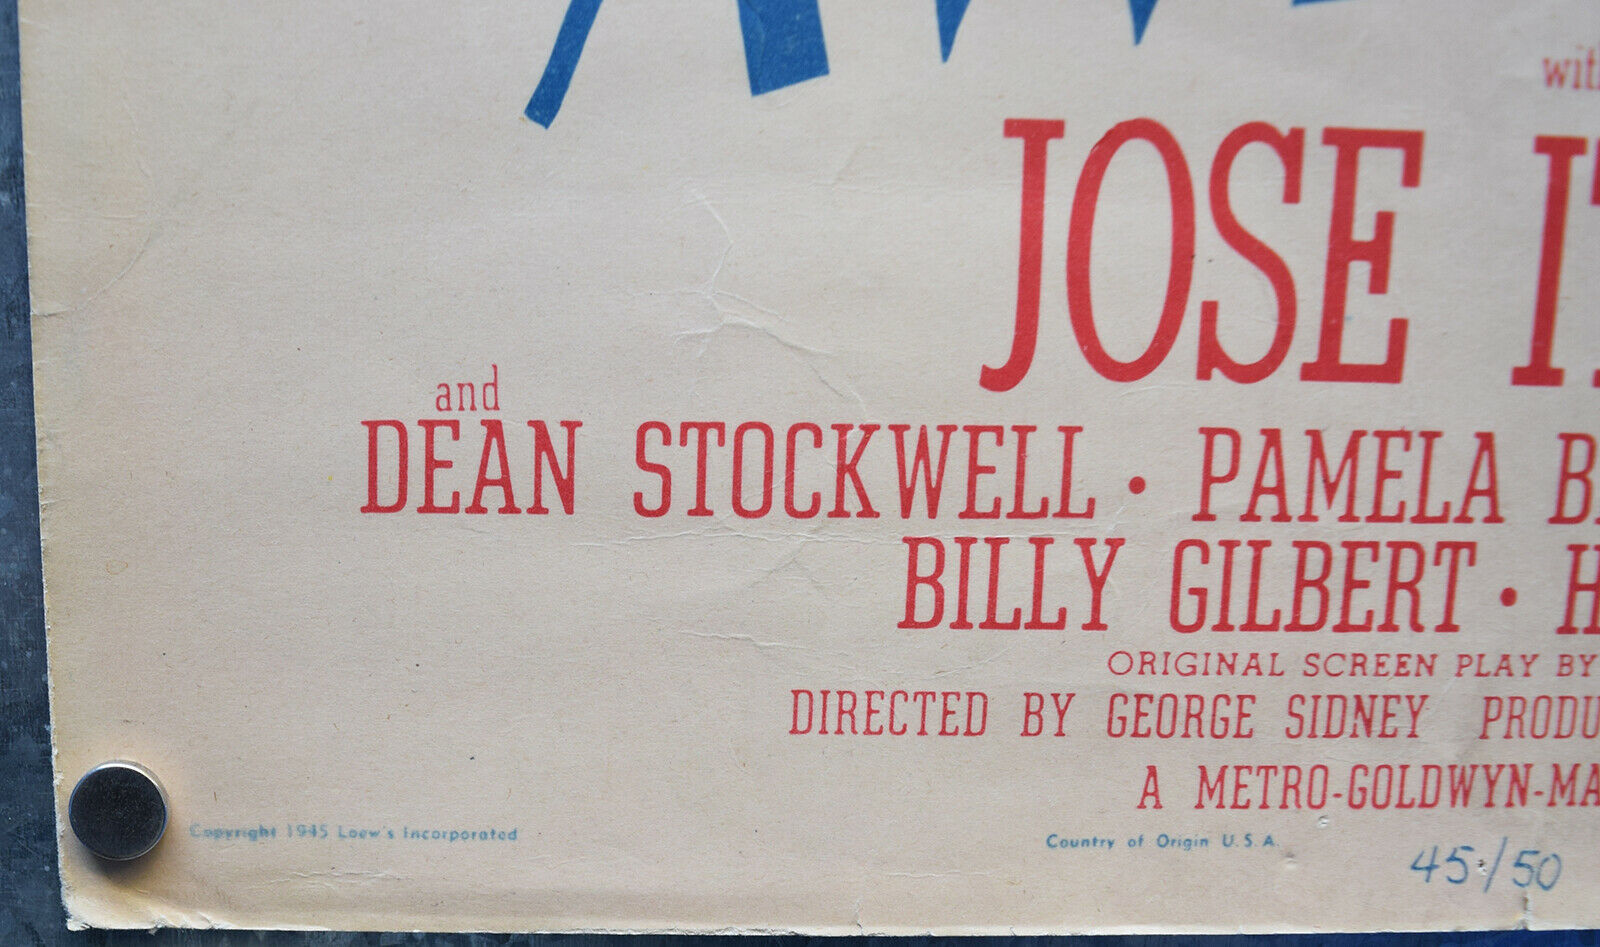 with
JOSE IT
and
DEAN STOCKWELL • PAMELA B
BILLY GILBERT • H
ORIGINAL SCREEN PLAY BY
DIRECTED BY GEORGE SIDNEY PRODU
A METRO-GOLDWYN-MA
Copyright 1945 Loew's Incorporated
Country of Origin U.S.A.
45/50